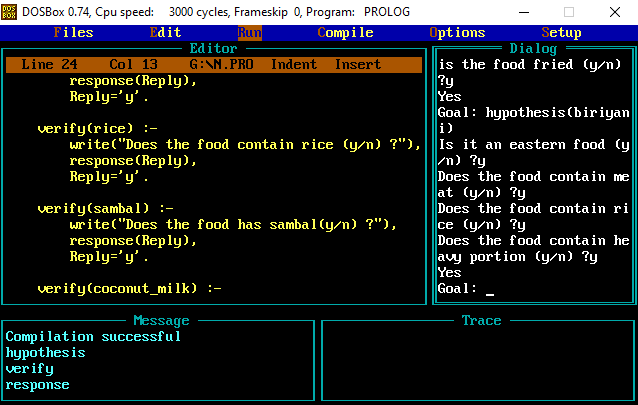 DOSBox 0.74, Cpu speed: 3000 cycles, Frameskip 0, Program: PROLOG
Files Edit Run Compile Options Setup
Editor
Line 24 Col 13 G:\N.PRO Indent Insert
response(Reply),
Reply='y'.
verify(rice) :-
write("Does the food contain rice (y/n) ?"),
response(Reply),
Reply='y'.
verify(sambal) :-
write("Does the food has sambal(y/n) ?"),
response(Reply),
Reply='y'.
verify(coconut_milk) :-
Dialog
is the food fried (y/n)
?y
Yes
Goal: hypothesis(biriyan
i)
Is it an eastern food (y
/n) ?y
Does the food contain me
at (y/n) ?y
Does the food contain ri
ce (y/n) ?y
Does the food contain he
avy portion (y/n) ?y
Yes
Goal: _
Message
Compilation successful
hypothesis
verify
response
Trace